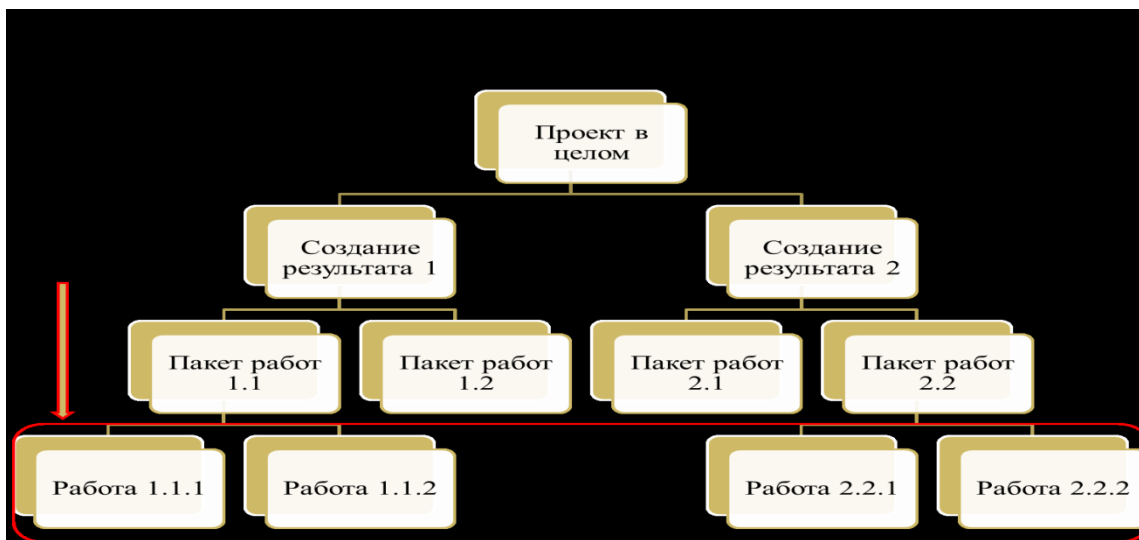 Проект в
целом
Создание
результата 1
Создание
результата 2
Пакет работ
1.1
Пакет работ
1.2
Пакет работ
2.1
Пакет работ
2.2
Работа 1.1.1
Работа 1.1.2
Работа 2.2.1
Работа 2.2.2